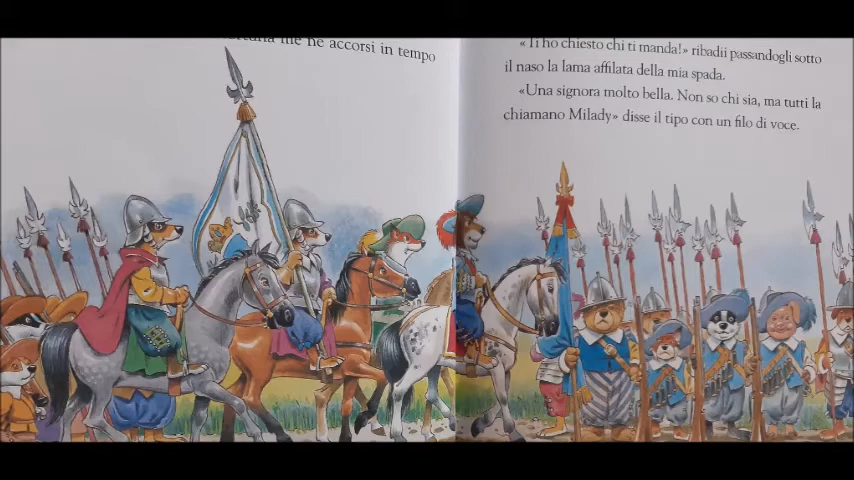 me ne accorsi in tempo
«Ti ho chiesto chi ti manda!» ribadii passandogli sotto
il naso la lama affilata della mia spada.
«Una signora molto bella. Non so chi sia, ma tutti la
chiamano Milady» disse il tipo con un filo di voce.